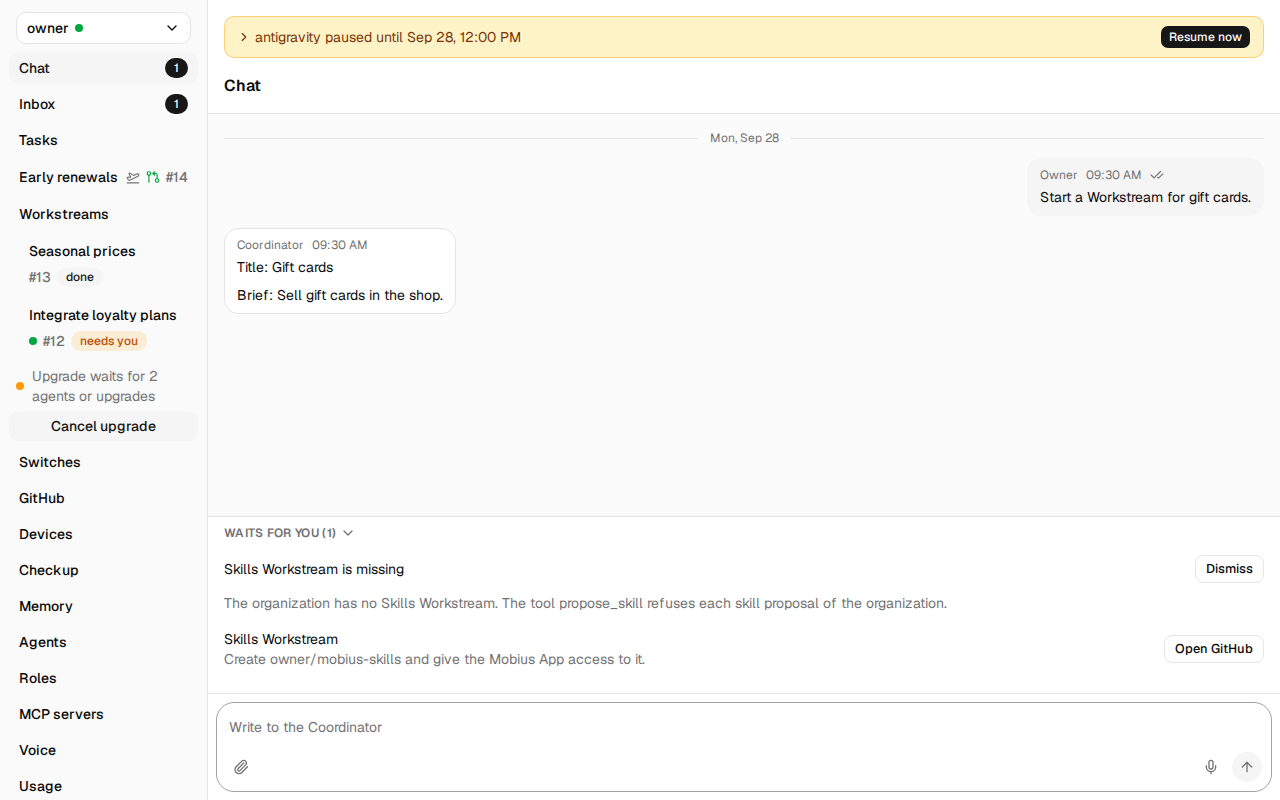 owner
Chat 1
Inbox 1
Tasks
Early renewals #14
Workstreams
Seasonal prices
#13 done
Integrate loyalty plans
#12 needs you
Upgrade waits for 2
agents or upgrades
Cancel upgrade
Switches
GitHub
Devices
Checkup
Memory
Agents
Roles
MCP servers
Voice
Usage
antigravity paused until Sep 28, 12:00 PM
Resume now
Chat
Mon, Sep 28
Owner 09:30 AM
Start a Workstream for gift cards.
Coordinator 09:30 AM
Title: Gift cards
Brief: Sell gift cards in the shop.
WAITS FOR YOU (1)
Skills Workstream is missing
Dismiss
The organization has no Skills Workstream. The tool propose_skill refuses each skill proposal of the organization.
Skills Workstream
Create owner/mobius-skills and give the Mobius App access to it.
Open GitHub
Write to the Coordinator